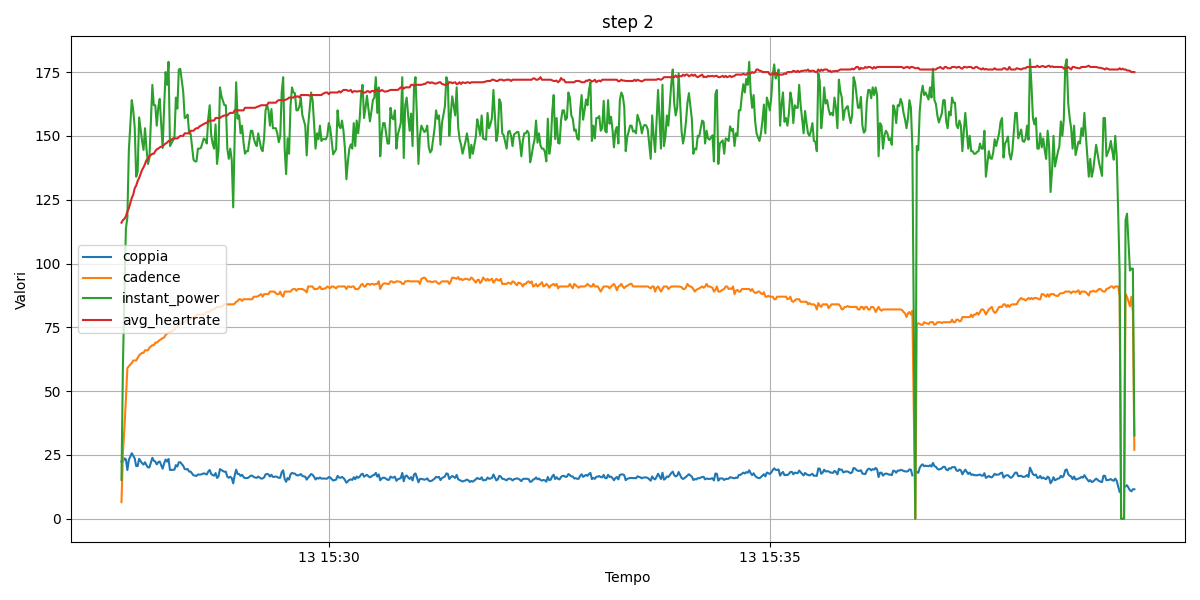 step 2
Valori
175
150
125
100
75
50
25
0
coppia
cadence
instant_power
avg_heartrate
13 15:30
13 15:35
Tempo